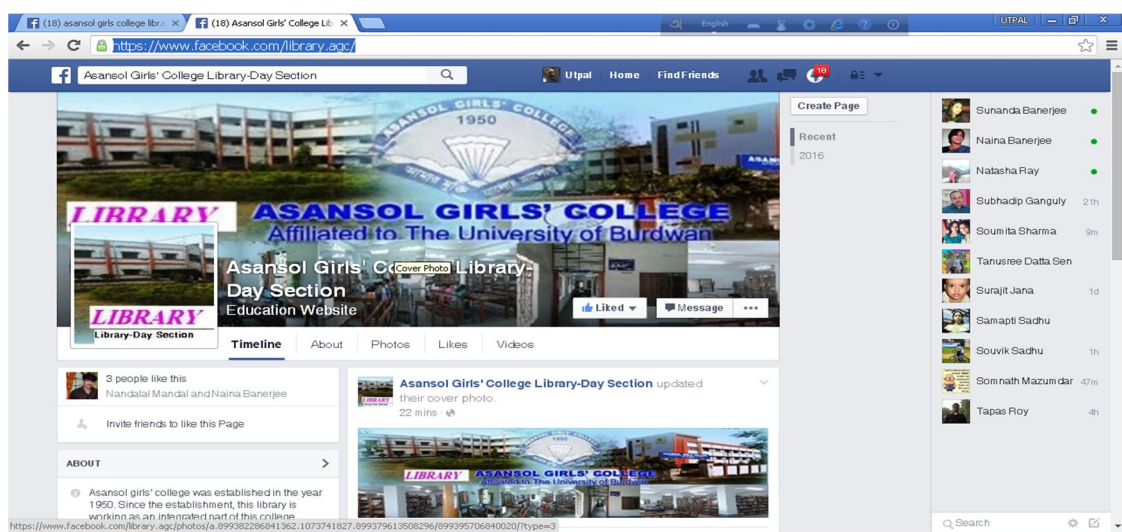 (18) asansol girls college libra
(18) Asansol Girls' College Lib
English
UTPAL
https://www.facebook.com/library.agc/
Asansol Girls' College Library-Day Section
Utpal Home Find Friends
18
ASANSOL GIRLS' COLLEGE
1950
LIBRARY
ASANSOL GIRLS' COLLEGE
Affiliated to The University of Burdwan
Asansol Girls' Library-
Cover Photo
Day Section
Education Website
LIBRARY
Library-Day Section
Liked
Message
Timeline About Photos Likes Videos
3 people like this
Nandalal Mandal and Naina Banerjee
Invite friends to like this Page
ABOUT
Asansol girls' college was established in the year
1950. Since the establishment, this library is
working as an integrated part of this college
Asansol Girls' College Library-Day Section updated
their cover photo.
22 mins
1950
LIBRARY
ASANSOL GIRLS' COLLEGE
Affiliated to The University of Burdwan
Create Page
Recent
2016
Sunanda Banerjee
Naina Banerjee
Natasha Ray
Subhadip Ganguly 21h
Soumita Sharma 9m
Tanusree Datta Sen
Surajit Jana 1d
Samapti Sadhu
Souvik Sadhu 1h
Somnath Mazumdar 47m
Tapas Roy 4h
Search
https://www.facebook.com/library.agc/photos/a.899382286841362.1073741827.899379613508296/899395706840020/?type=3